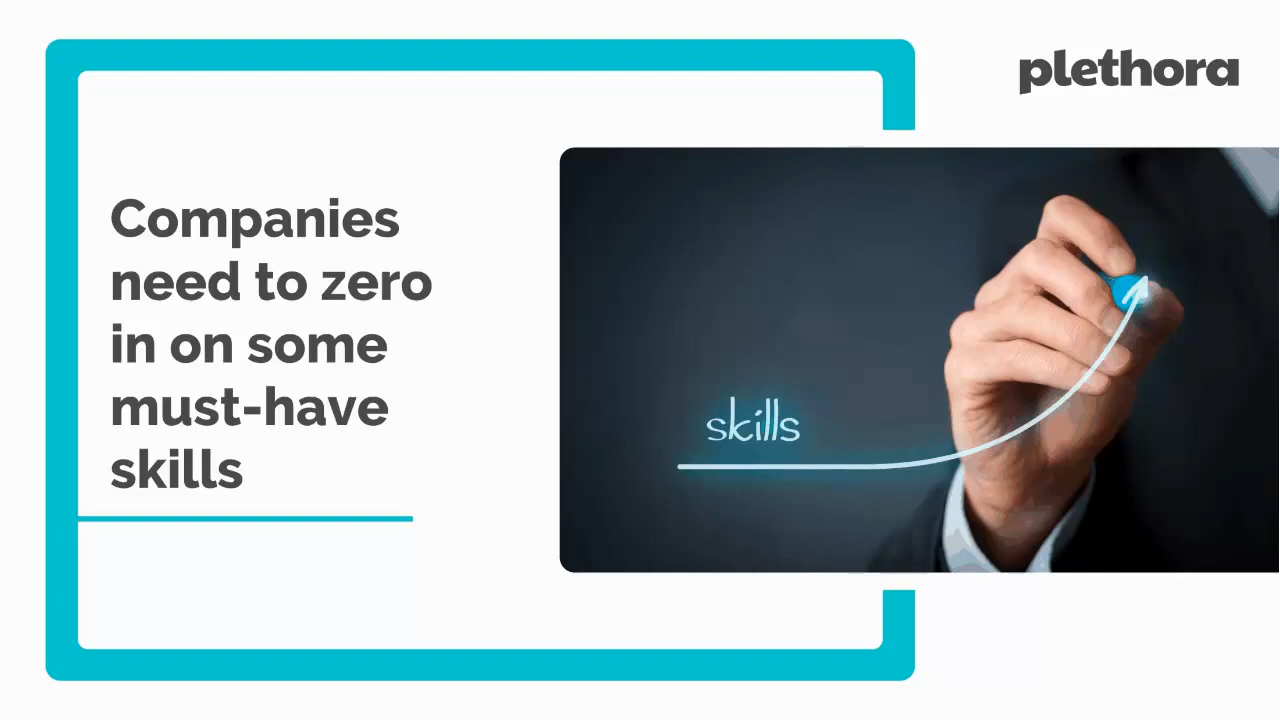 plethora
Companies
need to zero
in on some
must-have
skills
skills